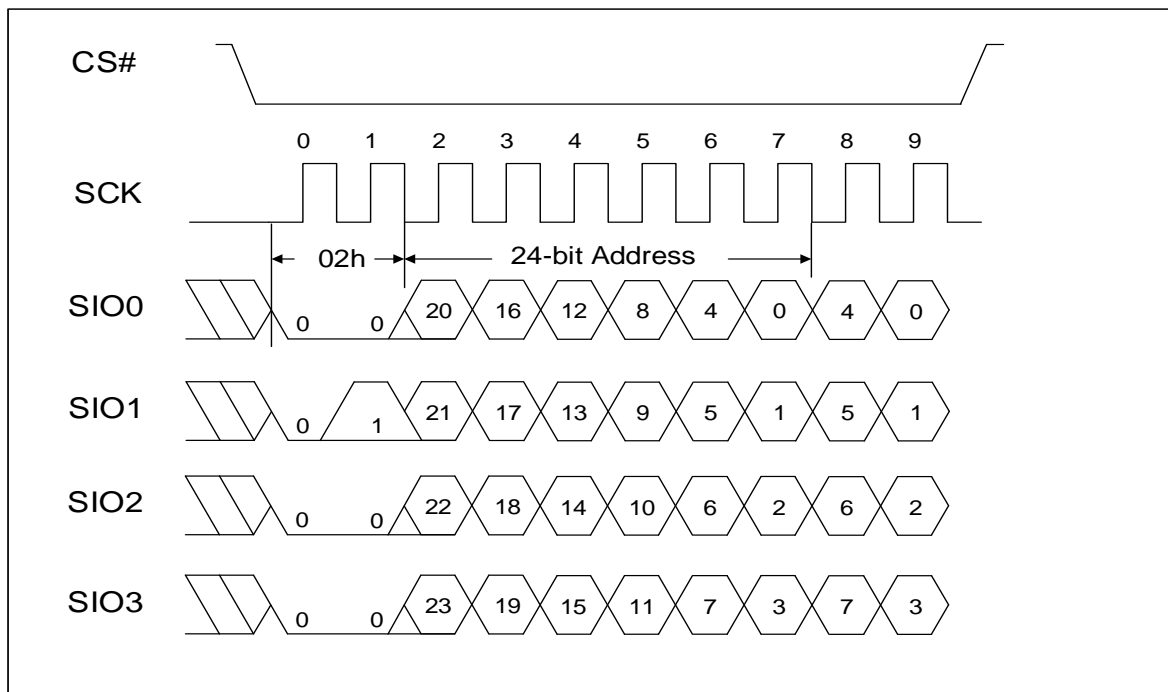 CS#
0 1 2 3 4 5 6 7 8 9
SCK
02h 24-bit Address
SIO0 0 0 20 16 12 8 4 0 4 0
SIO1 0 1 21 17 13 9 5 1 5 1
SIO2 0 0 22 18 14 10 6 2 6 2
SIO3 0 0 23 19 15 11 7 3 7 3